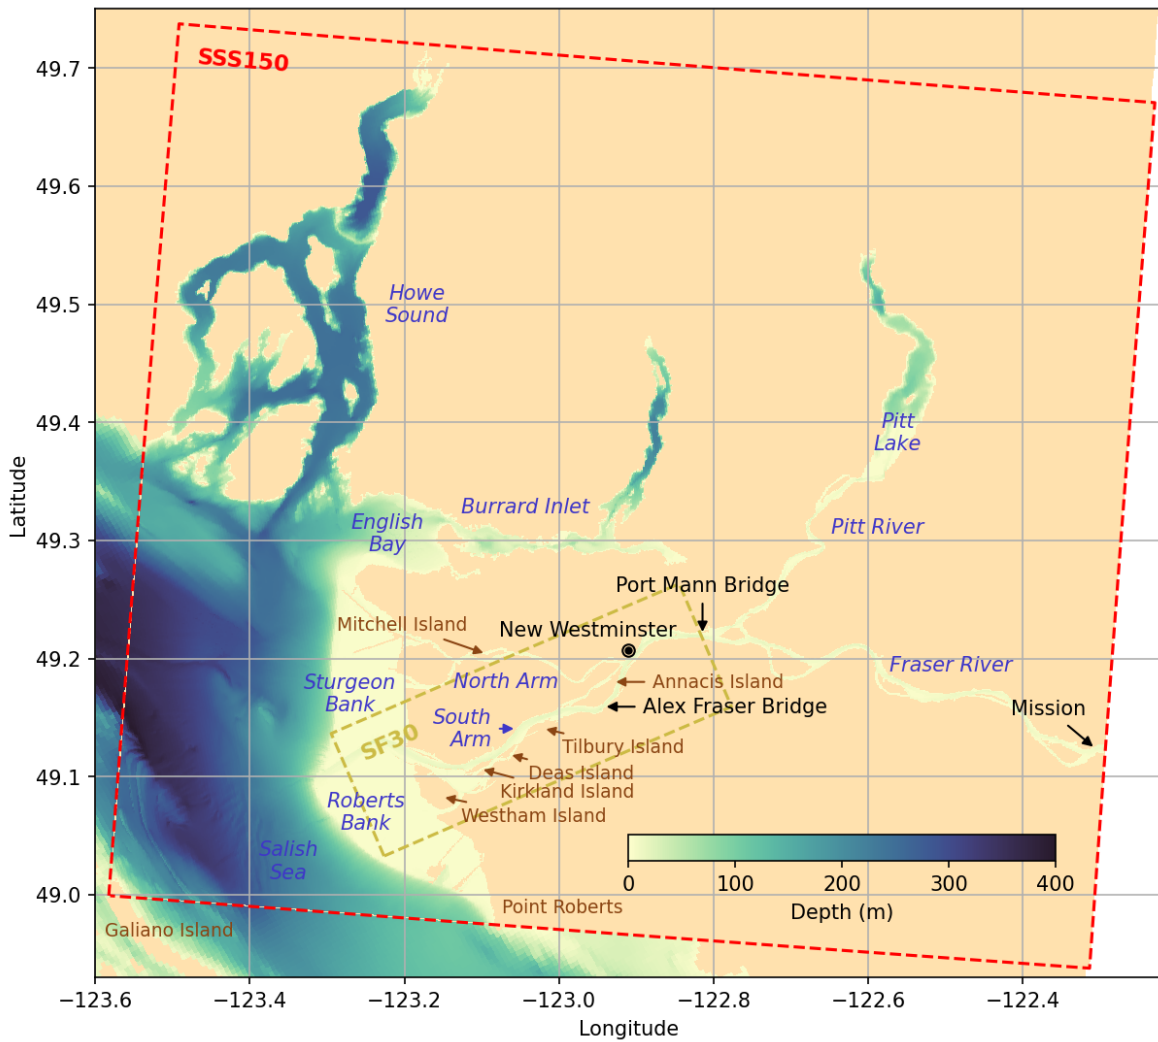 SSS150
49.7
49.6
49.5
49.4
49.3
49.2
49.1
49.0
Latitude
Howe
Sound
Pitt
Lake
Burrard Inlet
English
Bay
Pitt River
Port Mann Bridge
Mitchell Island
New Westminster
Fraser River
Sturgeon
Bank
North Arm
Annacis Island
South
Arm
Alex Fraser Bridge
Mission
SF30
Tilbury Island
Deas Island
Kirkland Island
Roberts
Bank
Westham Island
Salish
Sea
0 100 200 300 400
Depth (m)
Point Roberts
Galiano Island
−123.6 −123.4 −123.2 −123.0 −122.8 −122.6 −122.4
Longitude